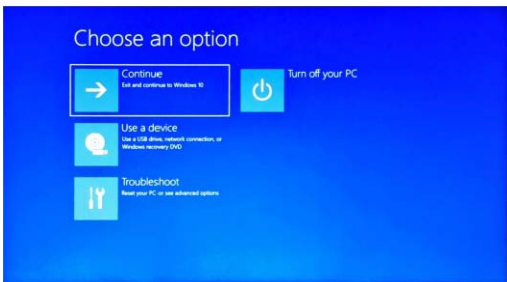 Choose an option
Continue
Exit and continue to Windows 10
Turn off your PC
Use a device
Use a USB drive, network connection, or
Windows recovery DVD
Troubleshoot
Reset your PC or see advanced options